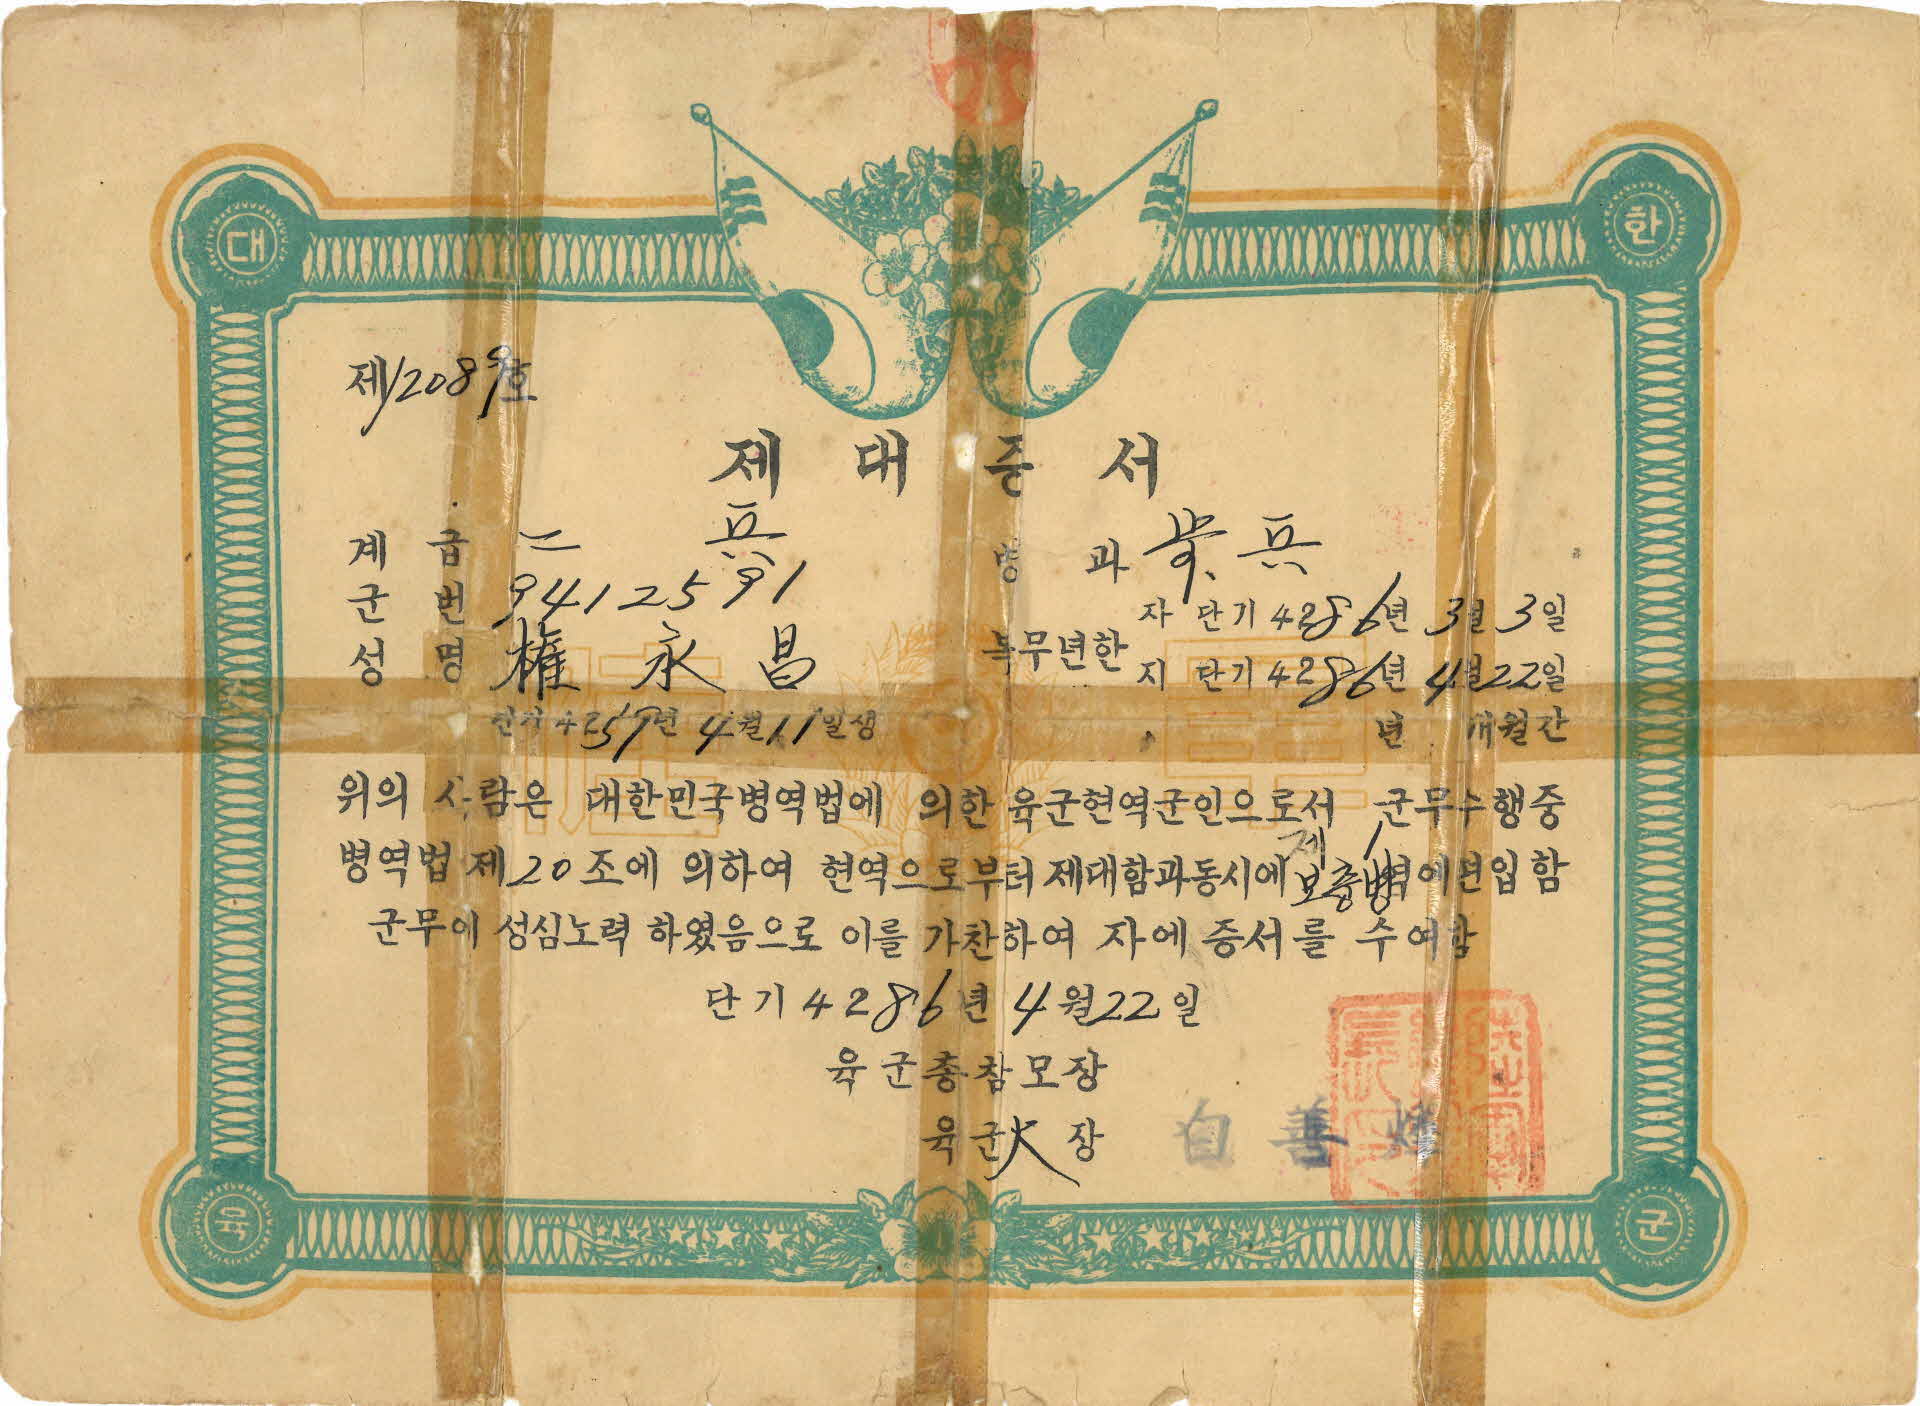 대 한
제12089호
제 대 증 서
계 급 二 兵 병 과 步兵
군 번 94125591
성 명 權 永 昌 복무년한
자 단기 4286년 3월 3일
지 단기 4286년 4월 22일
단기 4257년 4월 11일생 년 개월간
陸 軍
위의 사람은 대한민국병역법에 의한 육군현역군인으로서 군무수행중
병역법 제20조에 의하여 현역으로부터 제대함과동시에 제1보충병역에편입함
군무에 성심노력 하였음으로 이를 가찬하여 자에 증서를 수여함
단기 4286년 4월 22일
육군총참모장
육군大장 白善燁
육 군